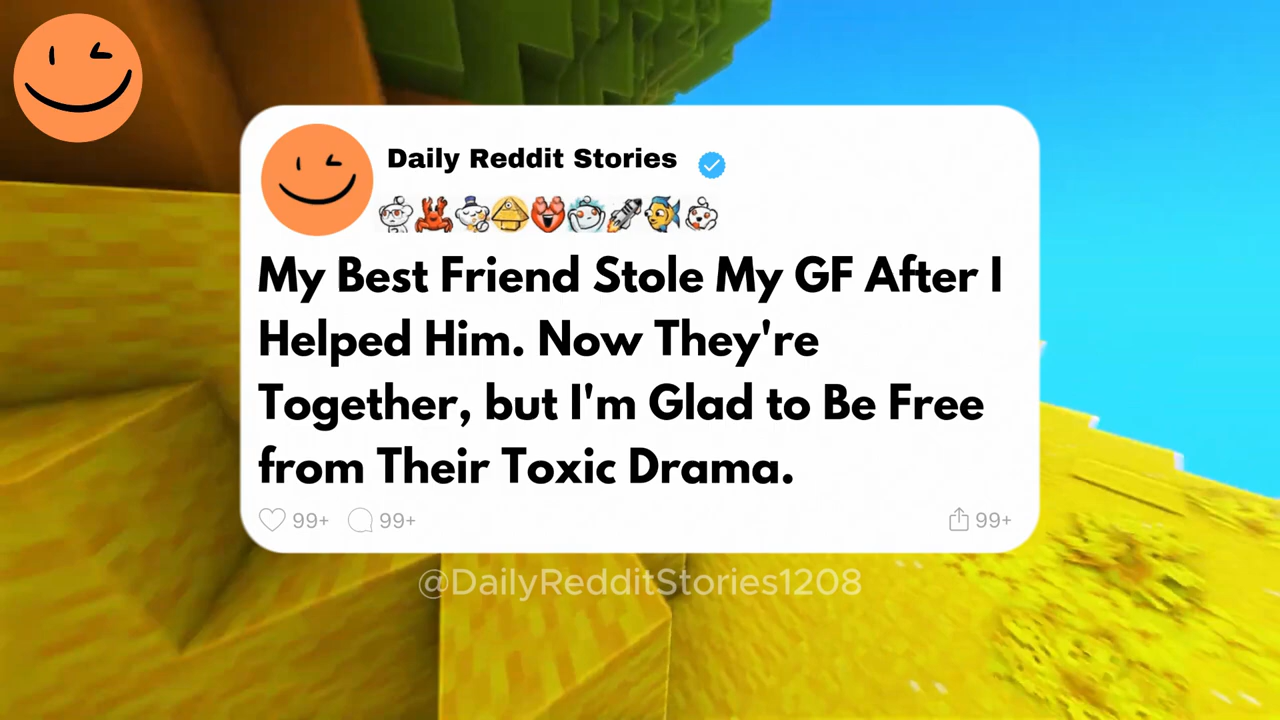 Daily Reddit Stories
My Best Friend Stole My GF After I
Helped Him. Now They're
Together, but I'm Glad to Be Free
from Their Toxic Drama.
99+ 99+ 99+
@DailyRedditStories1208